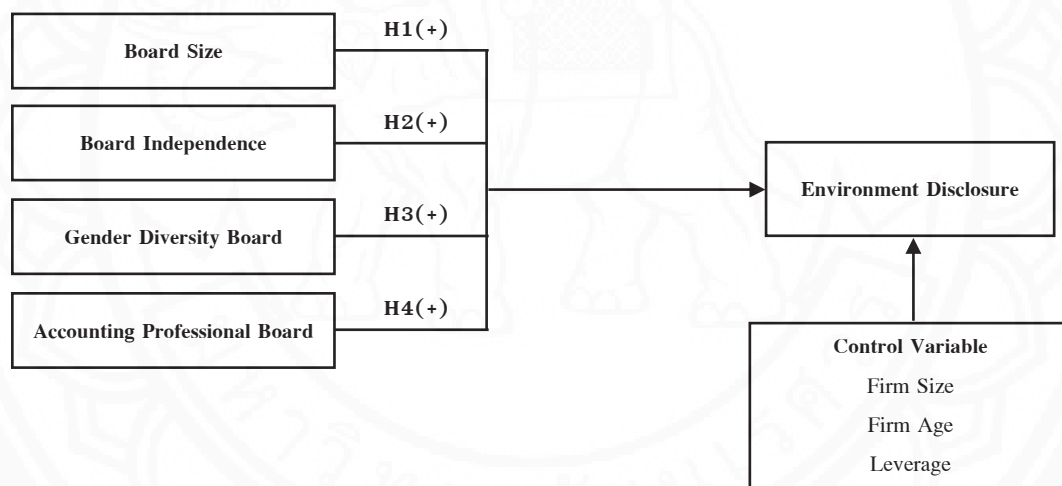 Board Size
H1(+)
Board Independence
H2(+)
Gender Diversity Board
H3(+)
Accounting Professional Board
H4(+)
Environment Disclosure
Control Variable
Firm Size
Firm Age
Leverage